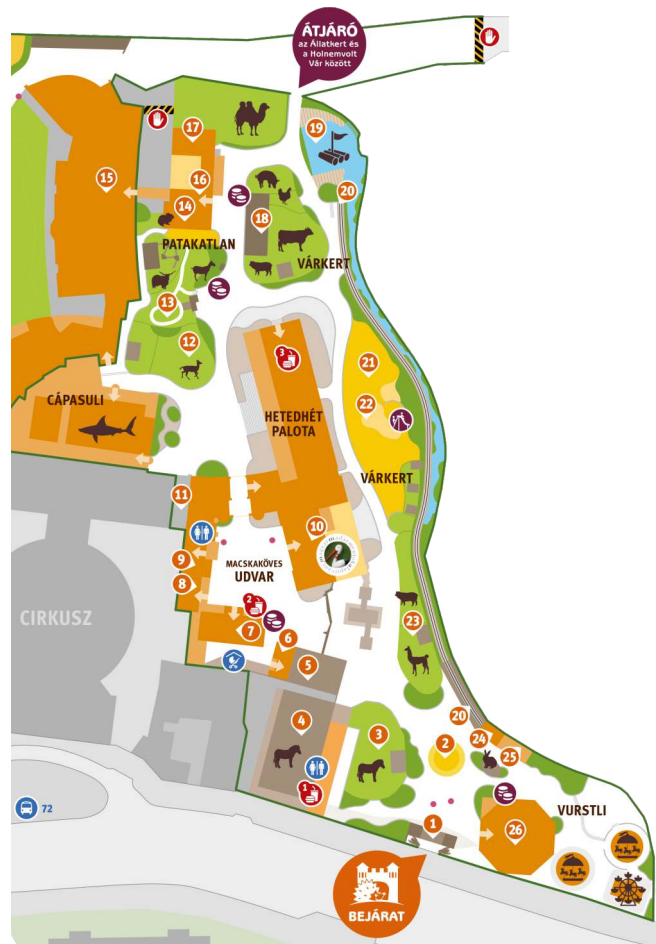 ÁTJÁRÓ
az Állatkert és
a Holnemvolt
Vár között
19
17
15
16
20
14
18
PATAKATLAN
VÁRKERT
13
12
3
21
22
CÁPASULI
HETEDHÉT
PALOTA
VÁRKERT
11
10
9
MACSKAKÖVES
UDVAR
8
CIRKUSZ
2
7
6
23
5
4
3
20
2
24
25
1
72
1
26
VURSTLI
BEJÁRAT